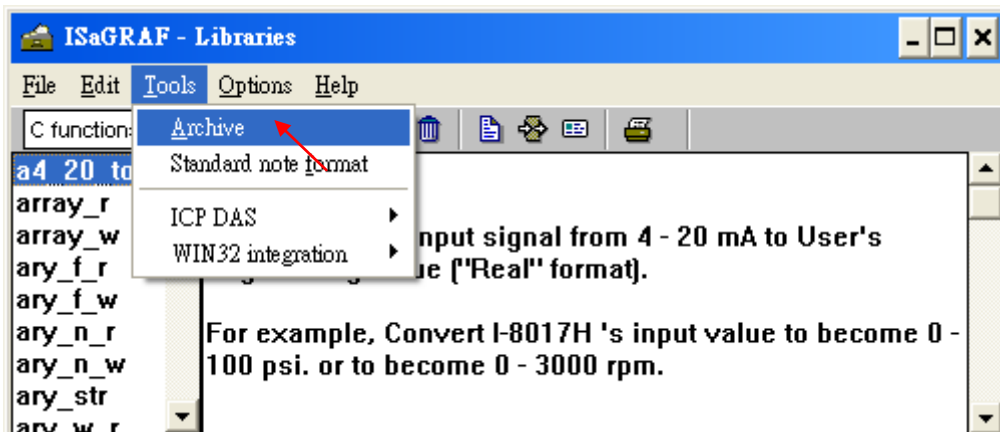 ISaGRAF - Libraries
File Edit Tools Options Help
C function
Archive
Standard note format
ICP DAS
WIN32 integration
a4_20_to
array_r
array_w
ary_f_r
ary_f_w
ary_n_r
ary_n_w
ary_str
ary_w_r
nput signal from 4 - 20 mA to User's
ue ("Real" format).
For example, Convert I-8017H 's input value to become 0 -
100 psi. or to become 0 - 3000 rpm.